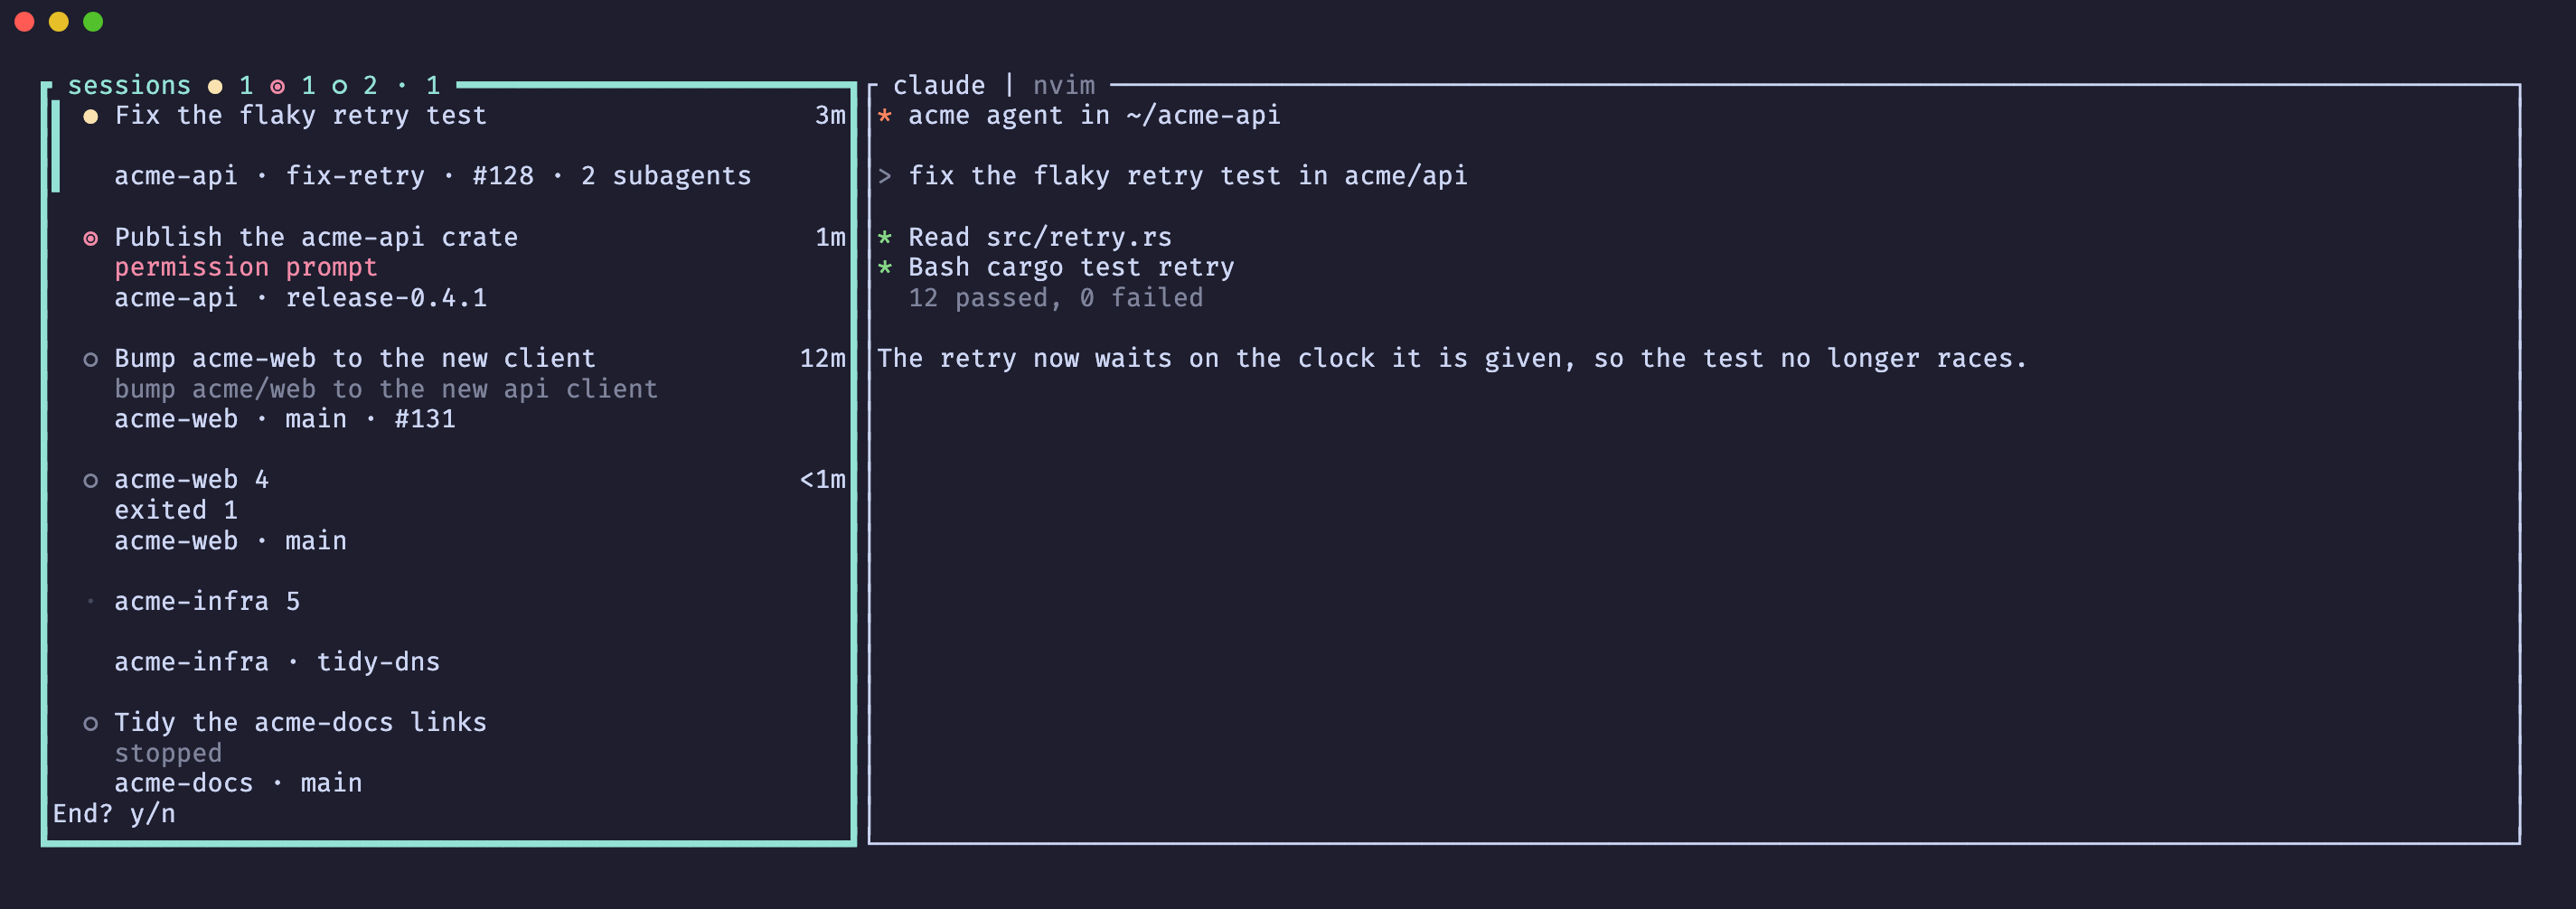 sessions ● 1 ◉ 1 ○ 2 · 1
● Fix the flaky retry test 3m
acme-api · fix-retry · #128 · 2 subagents
◉ Publish the acme-api crate 1m
permission prompt
acme-api · release-0.4.1
○ Bump acme-web to the new client 12m
bump acme/web to the new api client
acme-web · main · #131
○ acme-web 4 <1m
exited 1
acme-web · main
· acme-infra 5
acme-infra · tidy-dns
○ Tidy the acme-docs links
stopped
acme-docs · main
End? y/n
claude | nvim
* acme agent in ~/acme-api
> fix the flaky retry test in acme/api
* Read src/retry.rs
* Bash cargo test retry
12 passed, 0 failed
The retry now waits on the clock it is given, so the test no longer races.